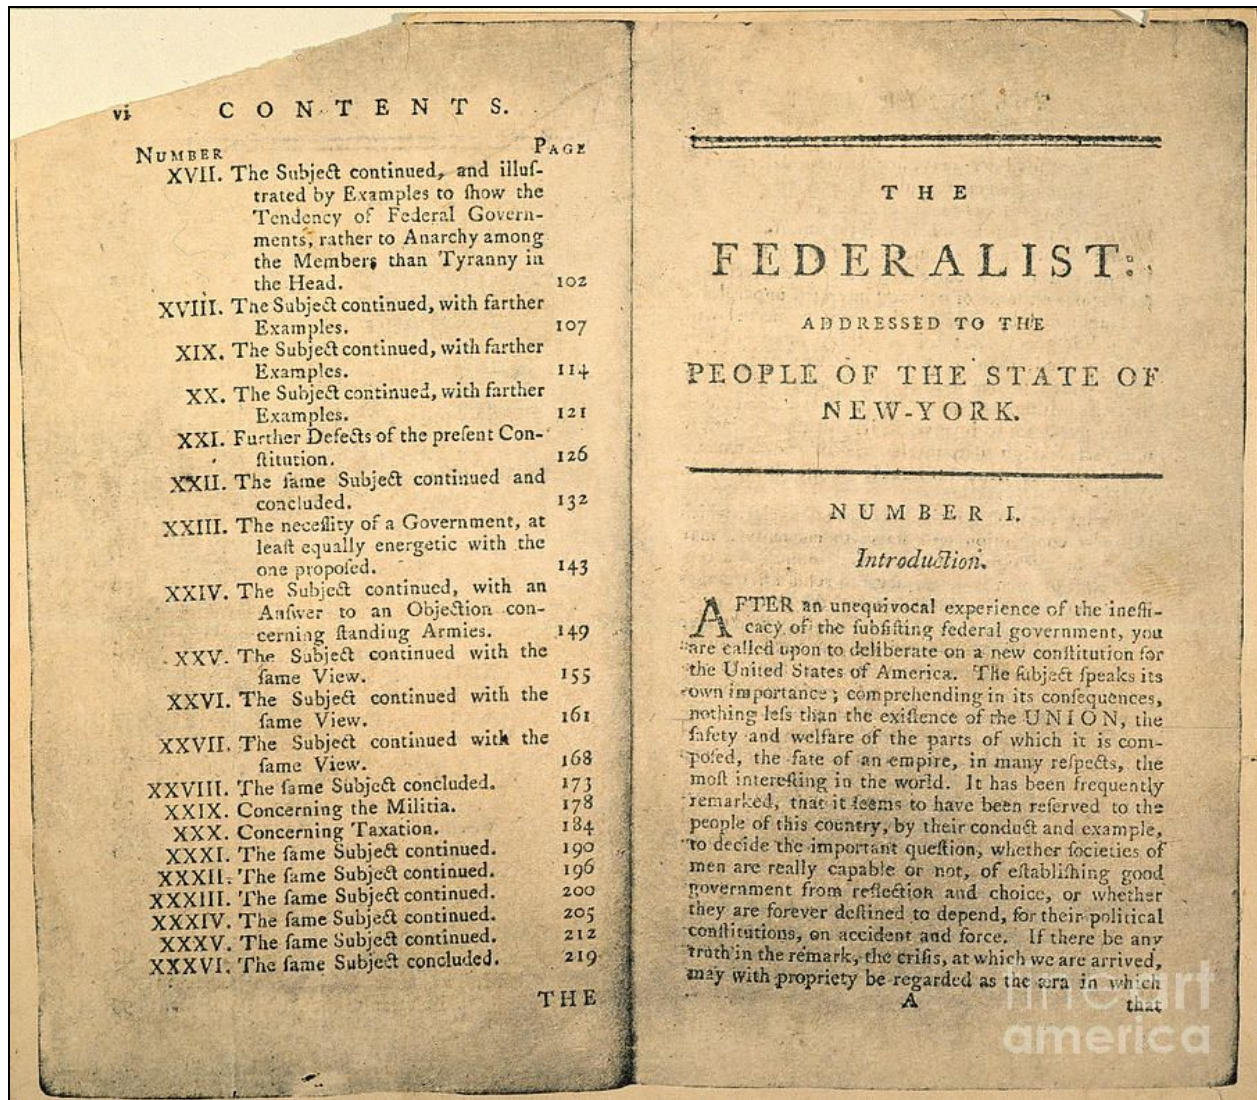 vi CONTENTS.
NUMBER PAGE
XVII. The Subject continued, and illuſ-
trated by Examples to ſhow the
Tendency of Federal Govern-
ments, rather to Anarchy among
the Members than Tyranny in
the Head. 102
XVIII. The Subject continued, with farther
Examples. 107
XIX. The Subject continued, with farther
Examples. 114
XX. The Subject continued, with farther
Examples. 121
XXI. Further Defects of the preſent Con-
ſtitution. 126
XXII. The ſame Subject continued and
concluded. 132
XXIII. The neceſſity of a Government, at
leaſt equally energetic with the
one propoſed. 143
XXIV. The Subject continued, with an
Anſwer to an Objection con-
cerning ſtanding Armies. 149
XXV. The Subject continued with the
ſame View. 155
XXVI. The Subject continued with the
ſame View. 161
XXVII. The Subject continued with the
ſame View. 168
XXVIII. The ſame Subject concluded. 173
XXIX. Concerning the Militia. 178
XXX. Concerning Taxation. 184
XXXI. The ſame Subject continued. 190
XXXII. The ſame Subject continued. 196
XXXIII. The ſame Subject continued. 200
XXXIV. The ſame Subject continued. 205
XXXV. The ſame Subject continued. 212
XXXVI. The ſame Subject concluded. 219
THE
THE
FEDERALIST:
ADDRESSED TO THE
PEOPLE OF THE STATE OF
NEW-YORK.
NUMBER I.
Introduction.
AFTER an unequivocal experience of the ineffi-
cacy of the ſubſiſting federal government, you
are called upon to deliberate on a new conſtitution for
the United States of America. The ſubject ſpeaks its
own importance; comprehending in its conſequences,
nothing leſs than the exiſtence of the UNION, the
ſafety and welfare of the parts of which it is com-
poſed, the fate of an empire, in many reſpects, the
moſt intereſting in the world. It has been frequently
remarked, that it ſeems to have been reſerved to the
people of this country, by their conduct and example,
to decide the important queſtion, whether ſocieties of
men are really capable or not, of eſtabliſhing good
government from reflection and choice, or whether
they are forever deſtined to depend, for their political
conſtitutions, on accident and force. If there be any
truth in the remark, the criſis, at which we are arrived,
may with propriety be regarded as the æra in which
A that
fine art
america